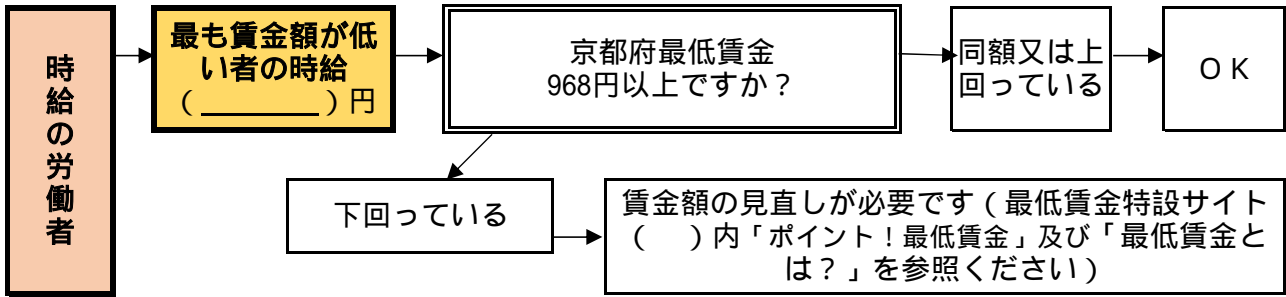 時給の労働者
最も賃金額が低
い者の時給
(________)円
京都府最低賃金
968円以上ですか？
同額又は上
回っている
ＯＫ
下回っている
賃金額の見直しが必要です(最低賃金特設サイト
(　)内「ポイント！最低賃金」及び「最低賃金と
は？」を参照ください)